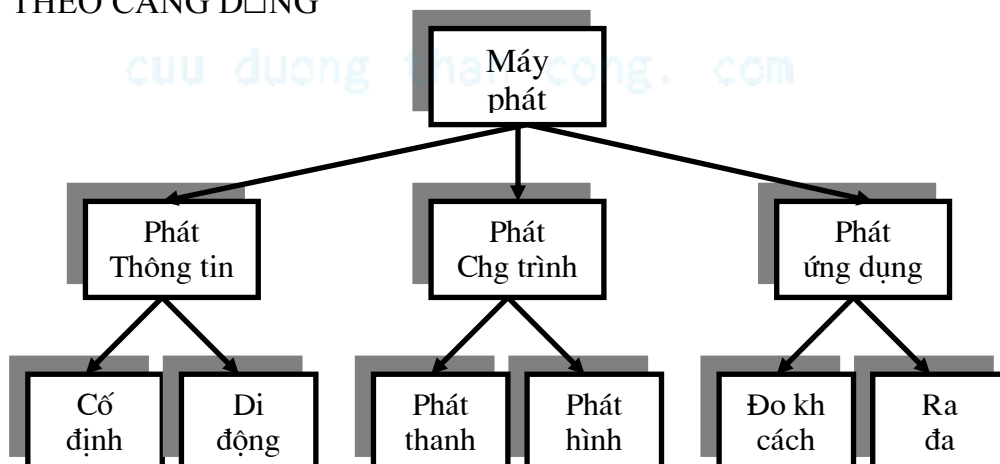 THEO CÁNG D□NG
cuu duong than cong. com
Máy
phát
Phát
Thông tin
Phát
Chg trình
Phát
ứng dụng
Cố
định
Di
động
Phát
thanh
Phát
hình
Đo kh
cách
Ra
đa